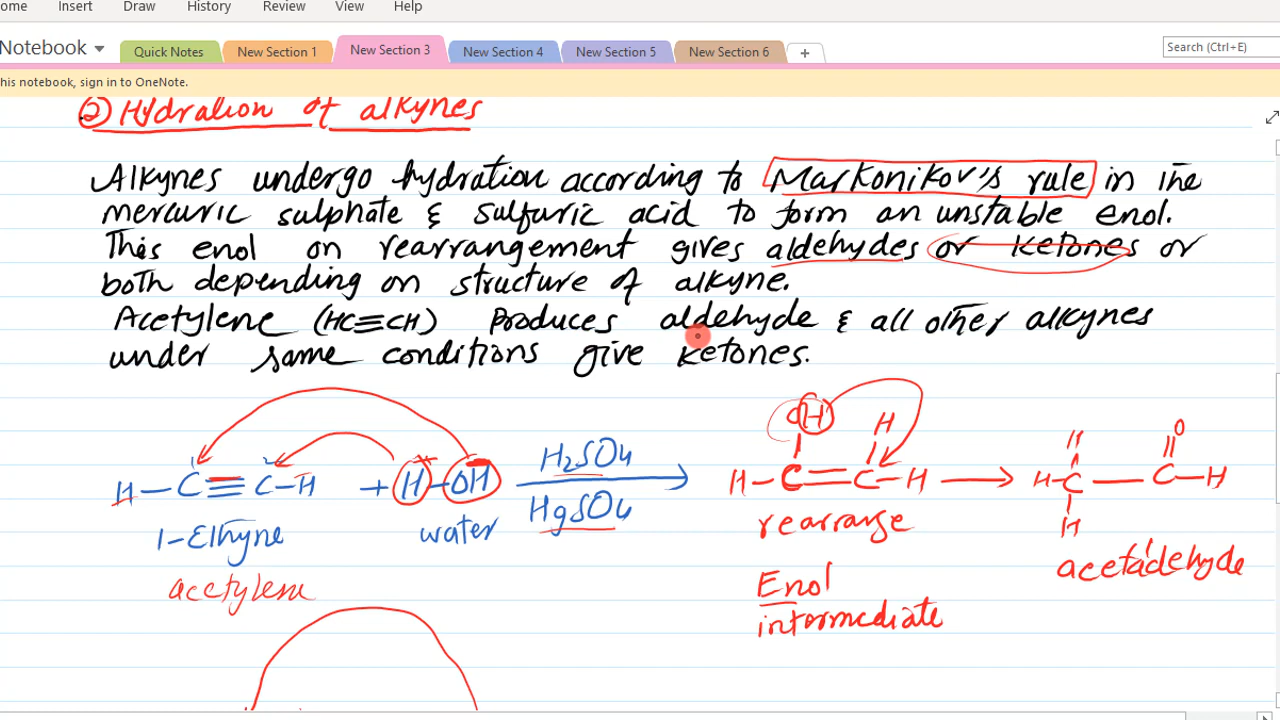 ome Insert Draw History Review View Help
Notebook Quick Notes New Section 1 New Section 3 New Section 4 New Section 5 New Section 6 + Search (Ctrl+E)
his notebook, sign in to OneNote.
② Hydration of alkynes
Alkynes undergo hydration according to Markonikov's rule in the
mercuric sulphate & sulfuric acid to form an unstable enol.
This enol on rearrangement gives aldehydes or ketones or
both depending on structure of alkyne.
Acetylene (HC≡CH) produces aldehyde & all other alkynes
under same conditions give ketones.
OH H H O
1 2 H2SO4
H-C≡C-H + H-OH H-C=C-H H-C-C-H
HgSO4 H
1-Ethyne water rearrange
acetylene Enol acetaldehyde
intermediate